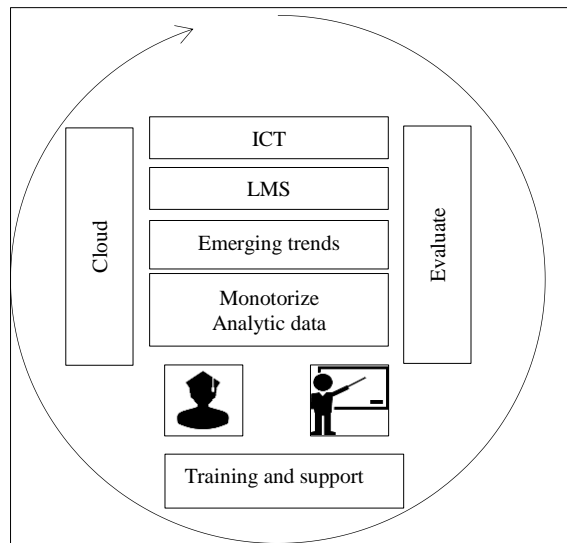 ICT
LMS
Emerging trends
Monotorize
Analytic data
Cloud
Evaluate
Training and support